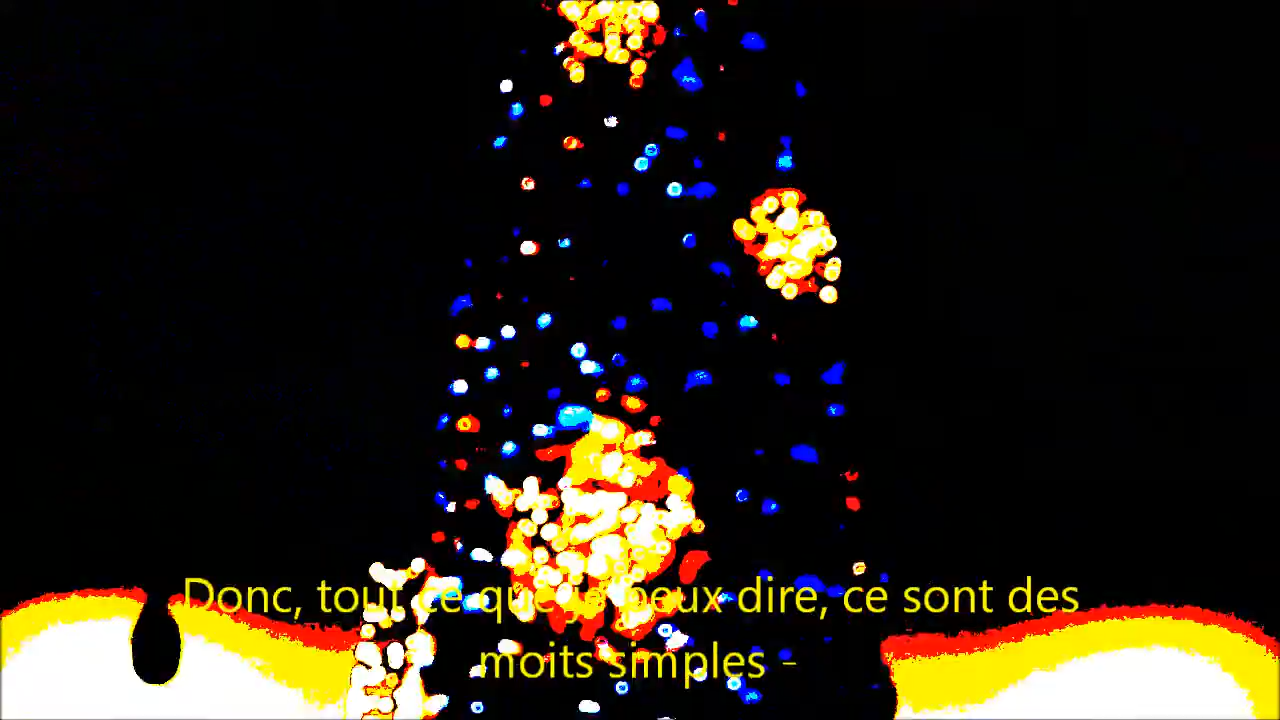 Donc, tout ce que je peux dire, ce sont des
moits simples -